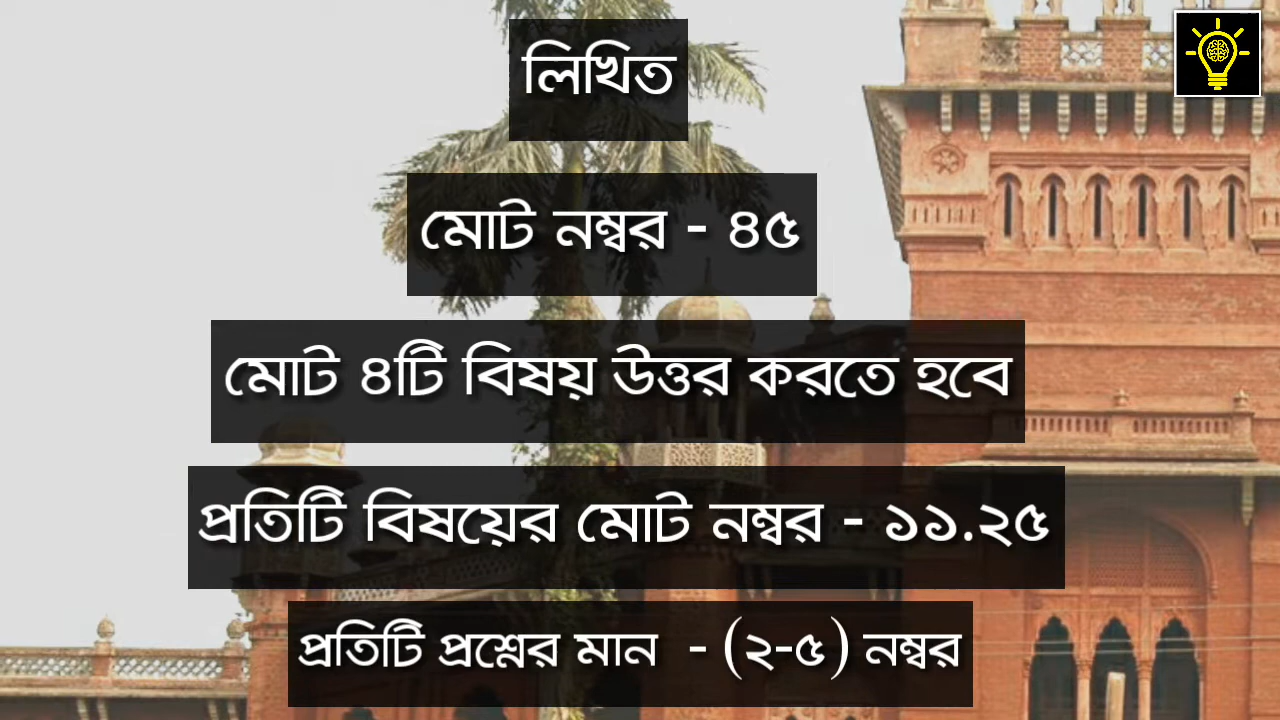 লিখিত
মোট নম্বর - ৪৫
মোট ৪টি বিষয় উত্তর করতে হবে
প্রতিটি বিষয়ের মোট নম্বর - ১১.২৫
প্রতিটি প্রশ্নের মান - (২-৫) নম্বর